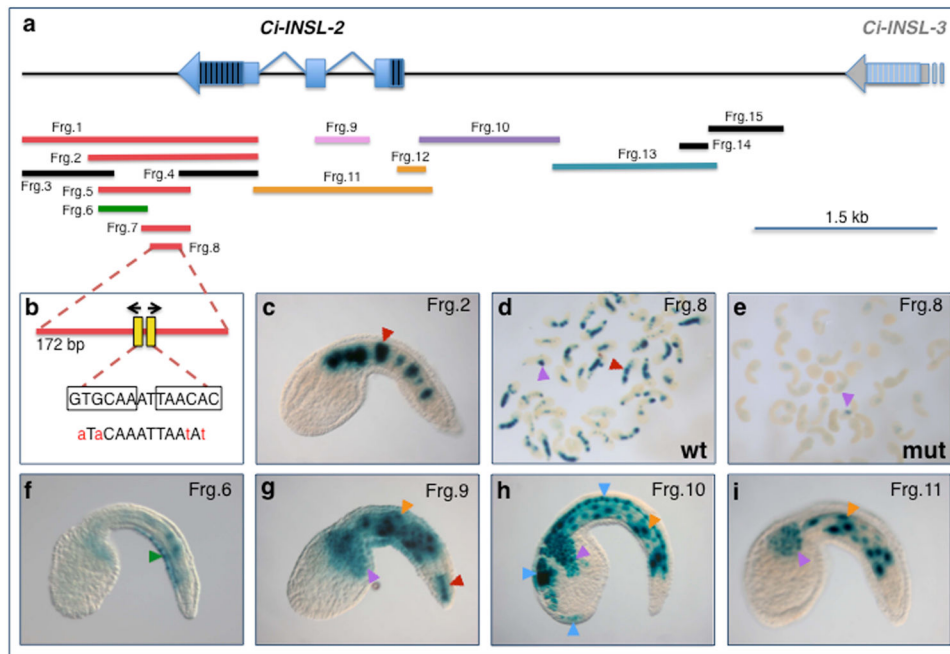 a
Ci-INSL-2
Ci-INSL-3
Frg.1
Frg.9
Frg.10
Frg.15
Frg.2
Frg.12
Frg.14
Frg.3
Frg.4
Frg.11
Frg.13
Frg.5
Frg.6
Frg.7
Frg.8
1.5 kb
b
172 bp
GTGCAAATTAACAC
aTaCAAATTAAtAt
c
Frg.2
d
Frg.8
wt
e
Frg.8
mut
f
Frg.6
g
Frg.9
h
Frg.10
i
Frg.11